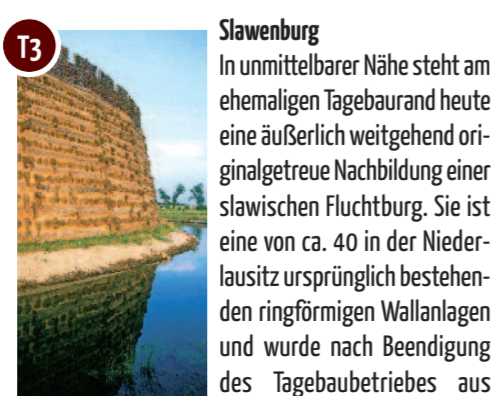 T3
Slawenburg
In unmittelbarer Nähe steht am
ehemaligen Tagebaurand heute
eine äußerlich weitgehend ori-
ginalgetreue Nachbildung einer
slawischen Fluchtburg. Sie ist
eine von ca. 40 in der Nieder-
lausitz ursprünglich bestehen-
den ringförmigen Wallanlagen
und wurde nach Beendigung
des Tagebaubetriebes aus